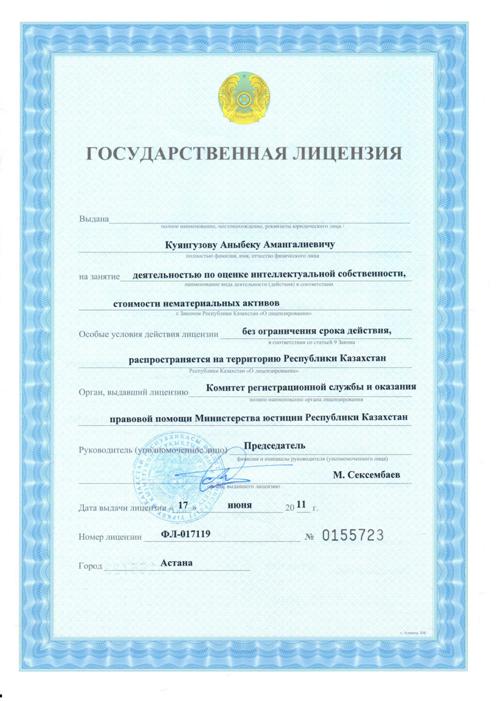 ГОСУДАРСТВЕННАЯ ЛИЦЕНЗИЯ
Выдана
полное наименование, местонахождение, реквизиты юридического лица /
Куянгузову Аныбеку Амангалиевичу
полностью фамилия, имя, отчество физического лица
на занятие деятельностью по оценке интеллектуальной собственности,
наименование вида деятельности (действия) в соответствии
стоимости нематериальных активов
с Законом Республики Казахстан «О лицензировании»
Особые условия действия лицензии без ограничения срока действия,
в соответствии со статьей 9 Закона
распространяется на территорию Республики Казахстан
Республики Казахстан «О лицензировании»
Орган, выдавший лицензию Комитет регистрационной службы и оказания
полное наименование органа лицензирования
правовой помощи Министерства юстиции Республики Казахстан
Руководитель (уполномоченное лицо) Председатель
фамилия и инициалы руководителя (уполномоченного лица)
М. Сексембаев
выдавшего лицензию
Дата выдачи лицензии « 17 » июня 20 11 г.
Номер лицензии ФЛ-017119 № 0155723
Город Астана